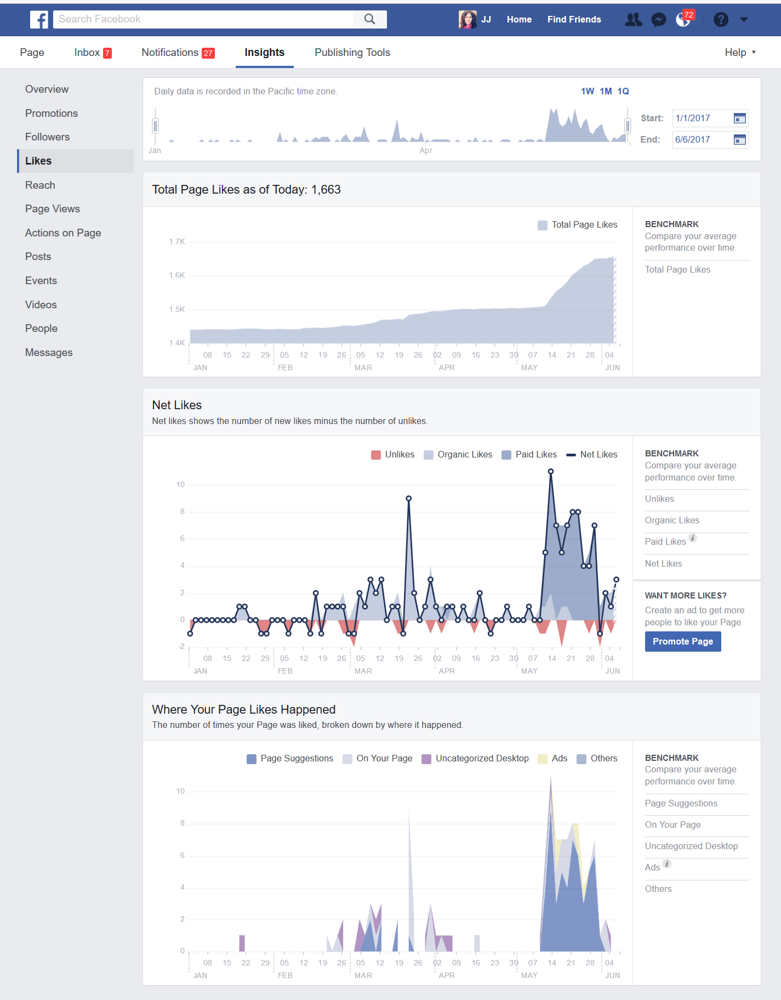 Search Facebook
JJ Home Find Friends 72
Page Inbox 7 Notifications 27 Insights Publishing Tools Help
Overview
Promotions
Followers
Likes
Reach
Page Views
Actions on Page
Posts
Events
Videos
People
Messages
Daily data is recorded in the Pacific time zone. 1W 1M 1Q
Start: 1/1/2017
End: 6/6/2017
Jan Apr
Total Page Likes as of Today: 1,663
Total Page Likes
1.7K
1.6K
1.5K
1.4K
08 15 22 29 05 12 19 26 05 12 19 26 02 09 16 23 30 07 14 21 28 04
JAN FEB MAR APR MAY JUN
BENCHMARK
Compare your average
performance over time.
Total Page Likes
Net Likes
Net likes shows the number of new likes minus the number of unlikes.
Unlikes Organic Likes Paid Likes Net Likes
10
8
6
4
2
0
-2
08 15 22 29 05 12 19 26 05 12 19 26 02 09 16 23 30 07 14 21 28 04
JAN FEB MAR APR MAY JUN
BENCHMARK
Compare your average
performance over time.
Unlikes
Organic Likes
Paid Likes i
Net Likes
WANT MORE LIKES?
Create an ad to get more
people to like your Page.
Promote Page
Where Your Page Likes Happened
The number of times your Page was liked, broken down by where it happened.
Page Suggestions On Your Page Uncategorized Desktop Ads Others
10
8
6
4
2
0
08 15 22 29 05 12 19 26 05 12 19 26 02 09 16 23 30 07 14 21 28 04
JAN FEB MAR APR MAY JUN
BENCHMARK
Compare your average
performance over time.
Page Suggestions
On Your Page
Uncategorized Desktop
Ads i
Others